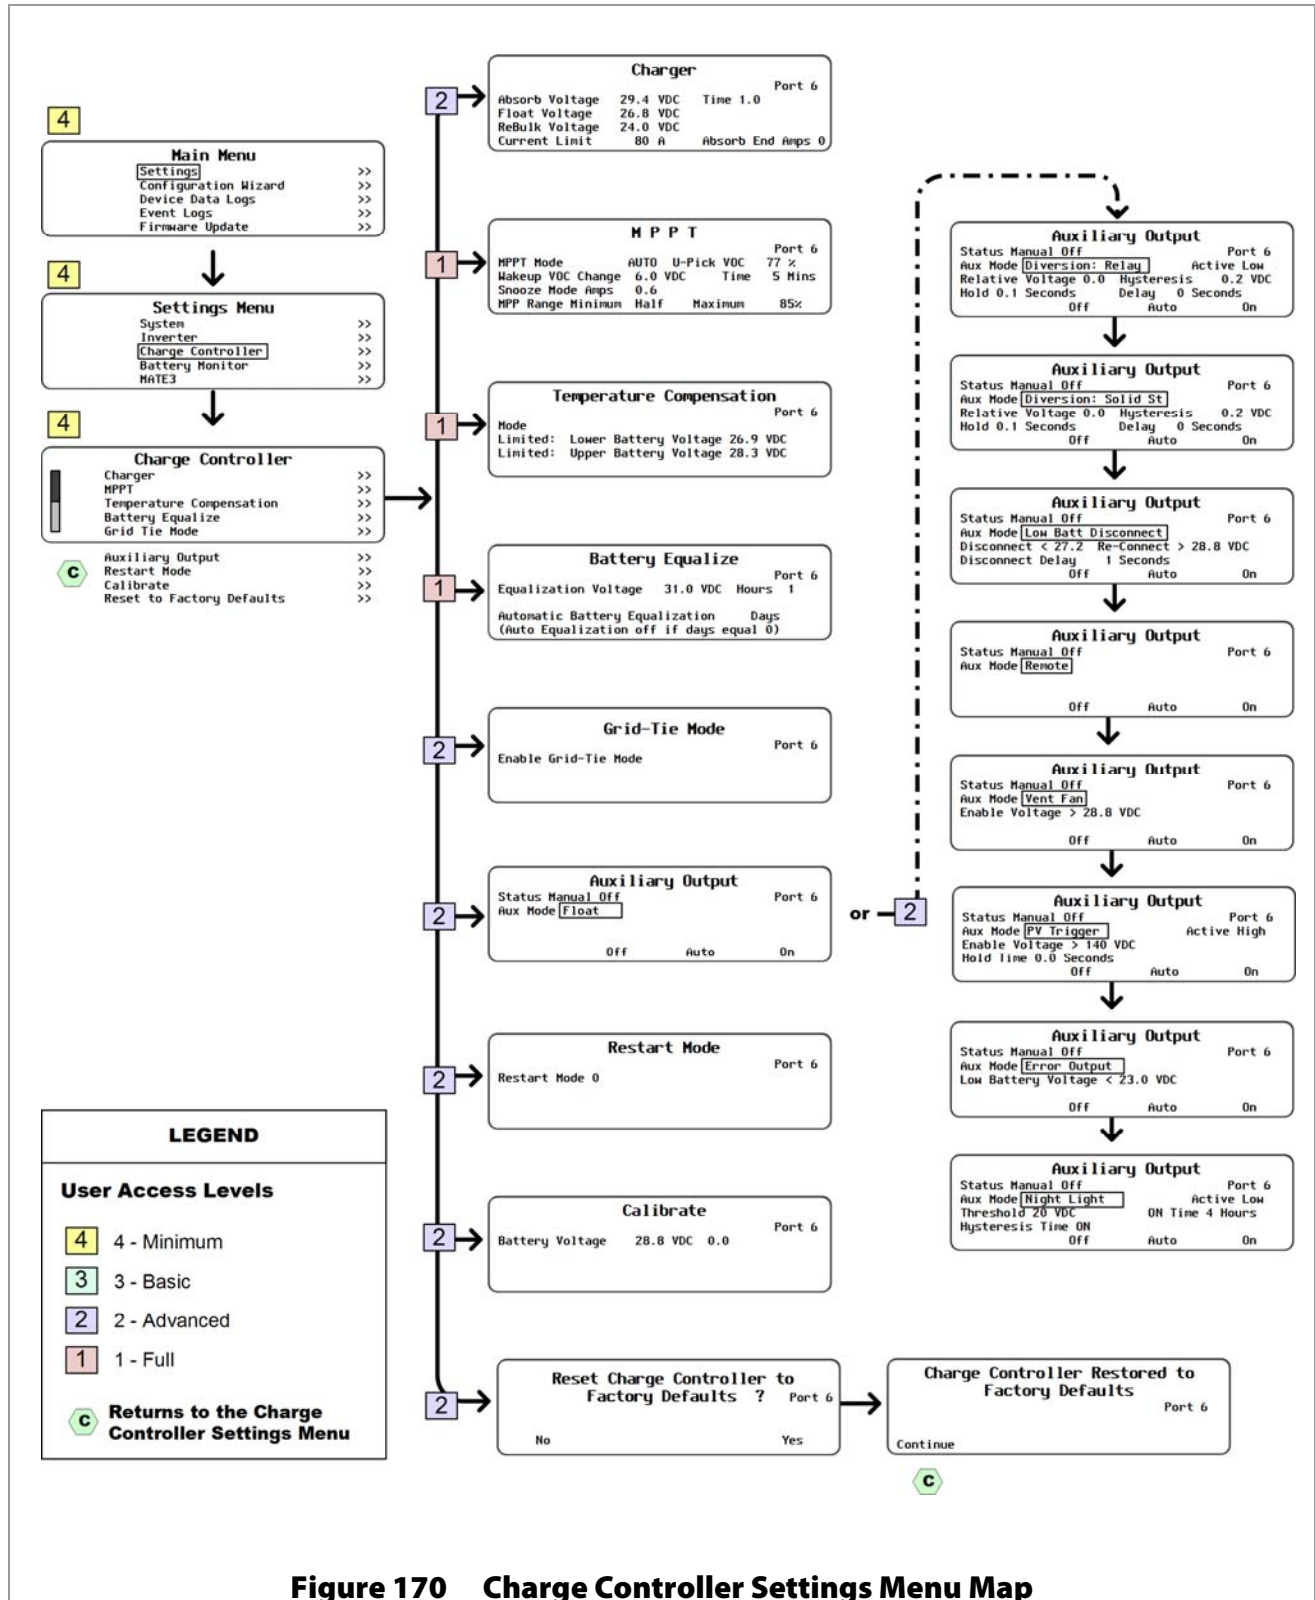 4
Main Menu
Settings >>
Configuration Wizard >>
Device Data Logs >>
Event Logs >>
Firmware Update >>
4
Settings Menu
System >>
Inverter >>
Charge Controller >>
Battery Monitor >>
MATE3 >>
4
Charge Controller
Charger >>
MPPT >>
Temperature Compensation >>
Battery Equalize >>
Grid Tie Mode >>
Auxiliary Output >>
C
Restart Mode >>
Calibrate >>
Reset to Factory Defaults >>
2
Charger
Port 6
Absorb Voltage 29.4 VDC Time 1.0
Float Voltage 26.8 VDC
ReBulk Voltage 24.0 VDC
Current Limit 80 A Absorb End Amps 0
1
M P P T
Port 6
MPPT Mode AUTO U-Pick VOC 77 %
Wakeup VOC Change 6.0 VDC Time 5 Mins
Snooze Mode Amps 0.6
MPP Range Minimum Half Maximum 85%
1
Temperature Compensation
Port 6
Mode
Limited: Lower Battery Voltage 26.9 VDC
Limited: Upper Battery Voltage 28.3 VDC
1
Battery Equalize
Port 6
Equalization Voltage 31.0 VDC Hours 1
Automatic Battery Equalization Days
(Auto Equalization off if days equal 0)
2
Grid-Tie Mode
Port 6
Enable Grid-Tie Mode
2
Auxiliary Output
Status Manual Off Port 6
Aux Mode Float
Off Auto On
or
2
2
Restart Mode
Port 6
Restart Mode 0
2
Calibrate
Port 6
Battery Voltage 28.8 VDC 0.0
2
Reset Charge Controller to
Factory Defaults ? Port 6
No Yes
Charge Controller Restored to
Factory Defaults
Port 6
Continue
C
Auxiliary Output
Status Manual Off Port 6
Aux Mode Diversion: Relay Active Low
Relative Voltage 0.0 Hysteresis 0.2 VDC
Hold 0.1 Seconds Delay 0 Seconds
Off Auto On
Auxiliary Output
Status Manual Off Port 6
Aux Mode Diversion: Solid St
Relative Voltage 0.0 Hysteresis 0.2 VDC
Hold 0.1 Seconds Delay 0 Seconds
Off Auto On
Auxiliary Output
Status Manual Off Port 6
Aux Mode Low Batt Disconnect
Disconnect < 27.2 Re-Connect > 28.8 VDC
Disconnect Delay 1 Seconds
Off Auto On
Auxiliary Output
Status Manual Off Port 6
Aux Mode Remote
Off Auto On
Auxiliary Output
Status Manual Off Port 6
Aux Mode Vent Fan
Enable Voltage > 28.8 VDC
Off Auto On
Auxiliary Output
Status Manual Off Port 6
Aux Mode PV Trigger Active High
Enable Voltage > 140 VDC
Hold Time 0.0 Seconds
Off Auto On
Auxiliary Output
Status Manual Off Port 6
Aux Mode Error Output
Low Battery Voltage < 23.0 VDC
Off Auto On
Auxiliary Output
Status Manual Off Port 6
Aux Mode Night Light Active Low
Threshold 20 VDC ON Time 4 Hours
Hysteresis Time ON
Off Auto On
LEGEND
User Access Levels
4 4 - Minimum
3 3 - Basic
2 2 - Advanced
1 1 - Full
C Returns to the Charge
Controller Settings Menu
Figure 170 Charge Controller Settings Menu Map